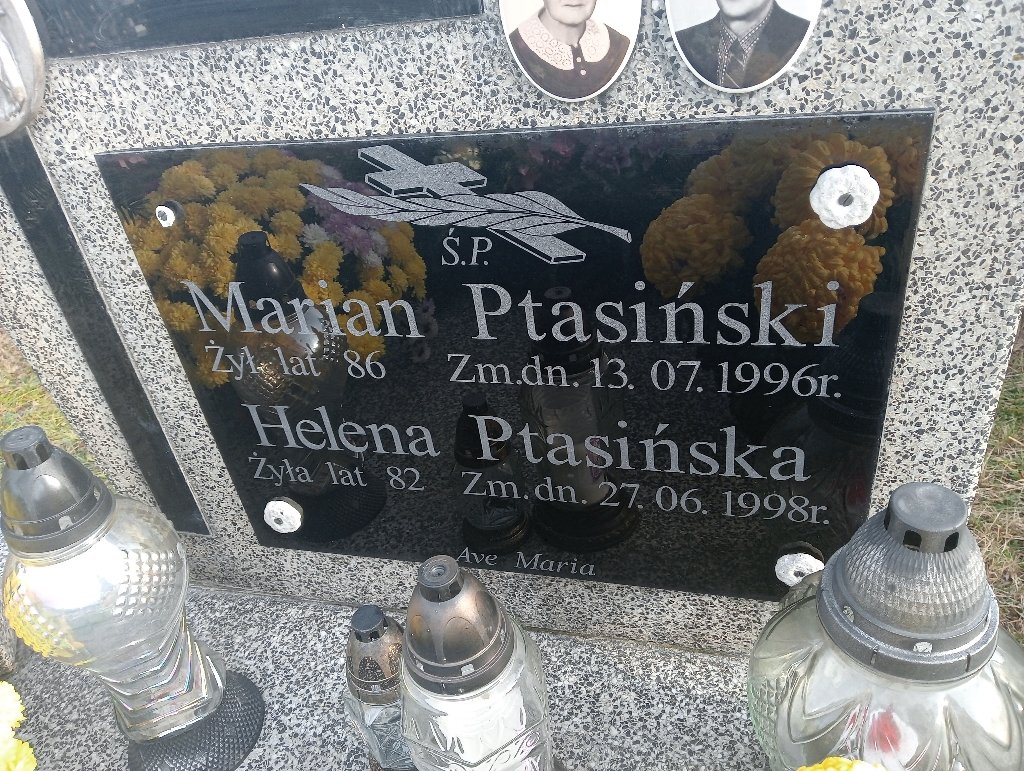 Ś.P.
Marian Ptasiński
Żył lat 86 Zm.dn. 13. 07. 1996r.
Helena Ptasińska
Żyła lat 82 Zm.dn. 27. 06. 1998r.
Ave Maria